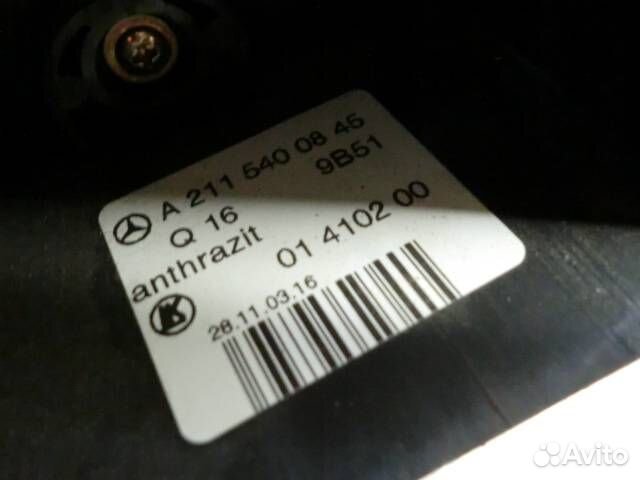 A 211 540 08 45
Q 16 9B51
anthrazit 01 4102 00
K
28.11.03.16
Avito